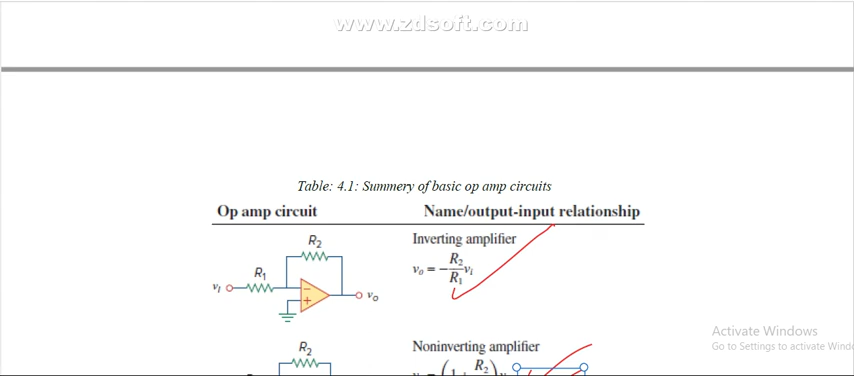 www.zdsoft.com
Table: 4.1: Summery of basic op amp circuits
Op amp circuit Name/output-input relationship
Inverting amplifier
R₂
R₁
vᵢ
vₒ
vₒ = −R₂/R₁ vᵢ
Activate Windows
Go to Settings to activate Wind
Noninverting amplifier
R₂
R₂